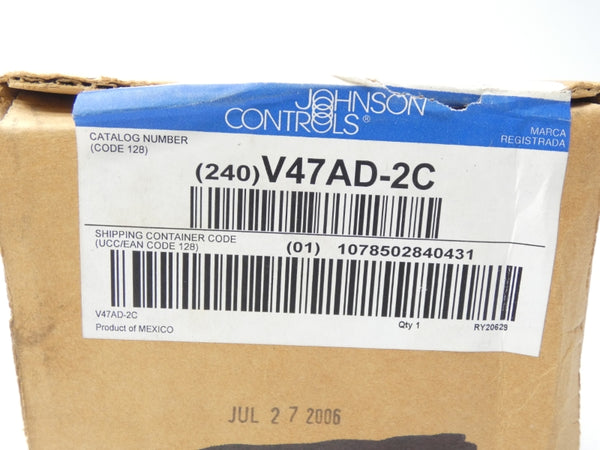 JOHNSON
CONTROLS®
MARCA
REGISTRADA
CATALOG NUMBER
(CODE 128)
(240)V47AD-2C
SHIPPING CONTAINER CODE
(UCC/EAN CODE 128)
(01) 1078502840431
V47AD-2C
Product of MEXICO
Qty 1
RY20629
JUL 27 2006